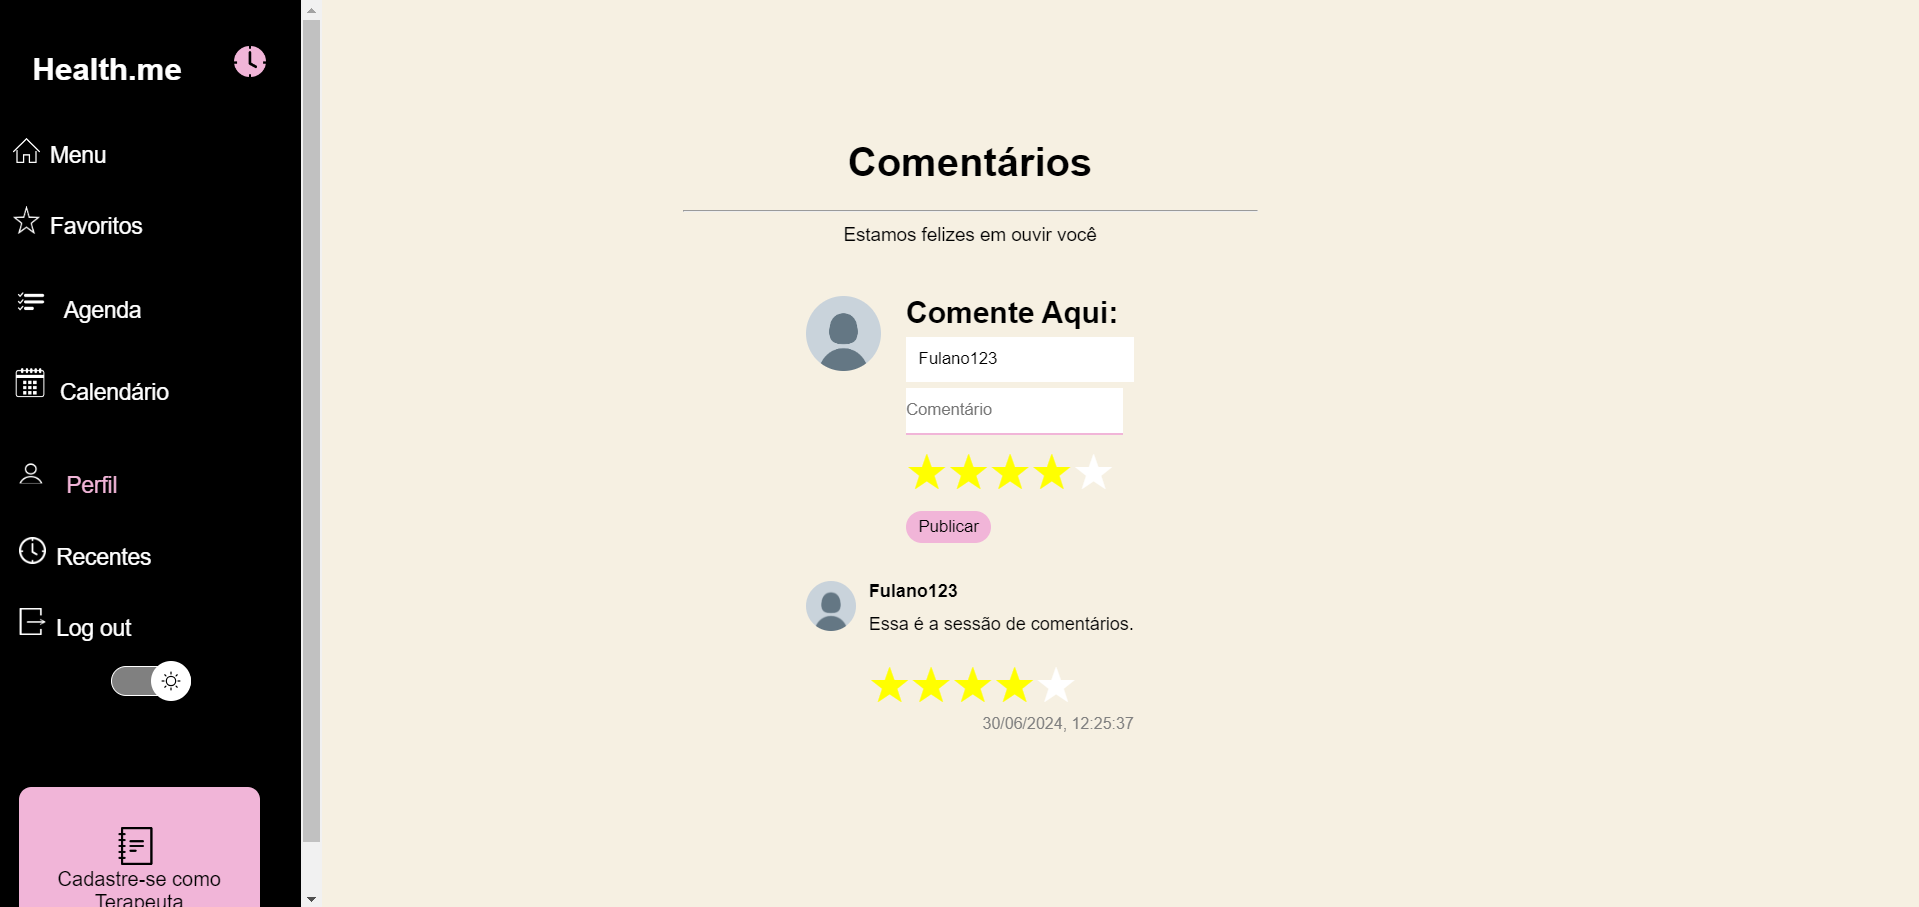 Health.me
Menu
Favoritos
Agenda
Calendário
Perfil
Recentes
Log out
Cadastre-se como
Terapeuta
Comentários
Estamos felizes em ouvir você
Comente Aqui:
Fulano123
Comentário
Publicar
Fulano123
Essa é a sessão de comentários.
30/06/2024, 12:25:37